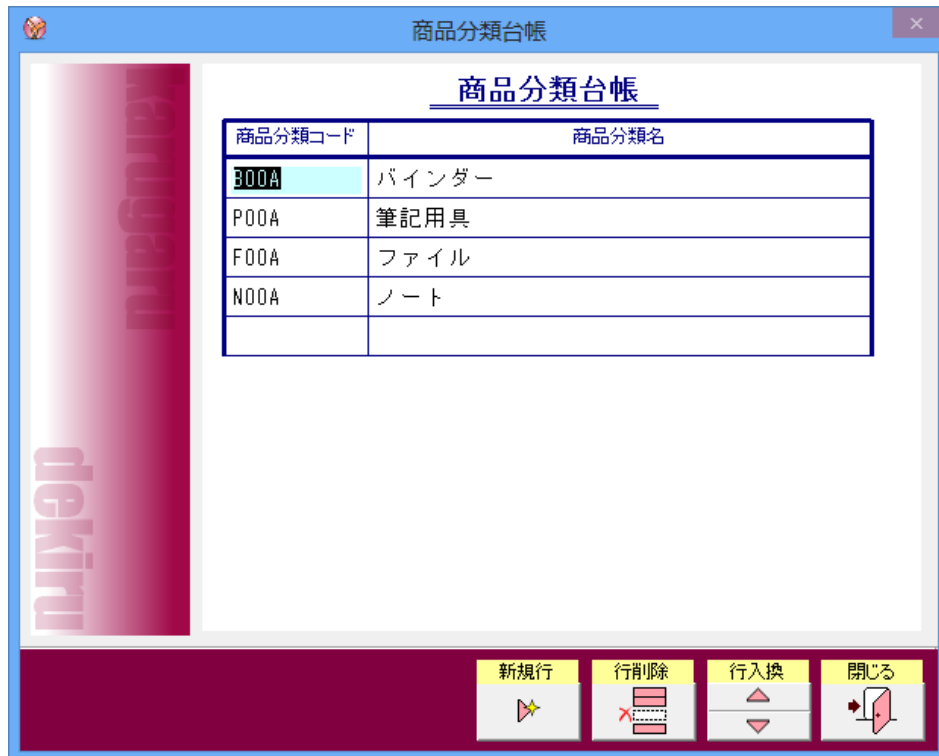 商品分類台帳
karugaru
dekiru
商品分類台帳
商品分類コード 商品分類名
B00A バインダー
P00A 筆記用具
F00A ファイル
N00A ノート
新規行 行削除 行入換 閉じる